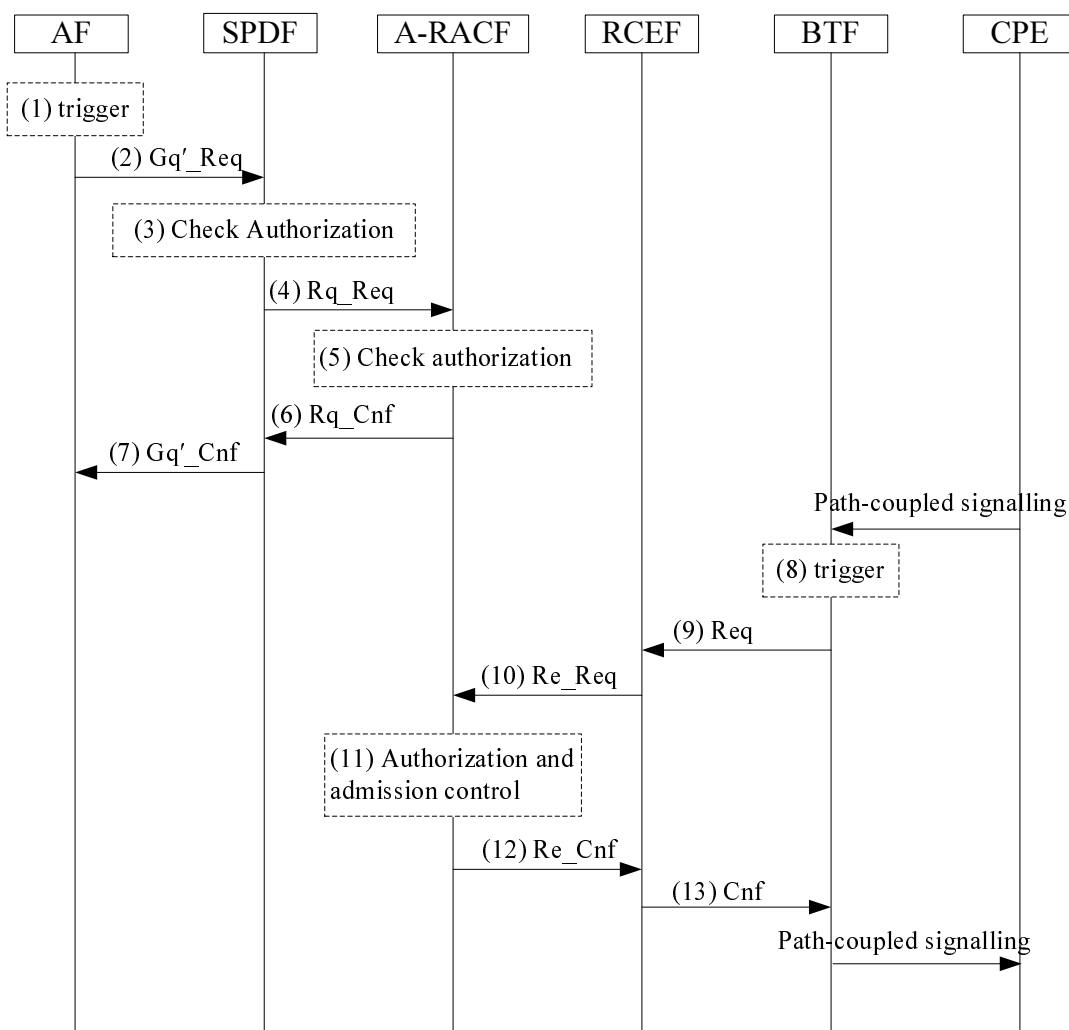 AF SPDF A-RACF RCEF BTF CPE
(1) trigger
(2) Gq′_Req
(3) Check Authorization
(4) Rq_Req
(5) Check authorization
(6) Rq_Cnf
(7) Gq′_Cnf
Path-coupled signalling
(8) trigger
(9) Req
(10) Re_Req
(11) Authorization and
admission control
(12) Re_Cnf
(13) Cnf
Path-coupled signalling